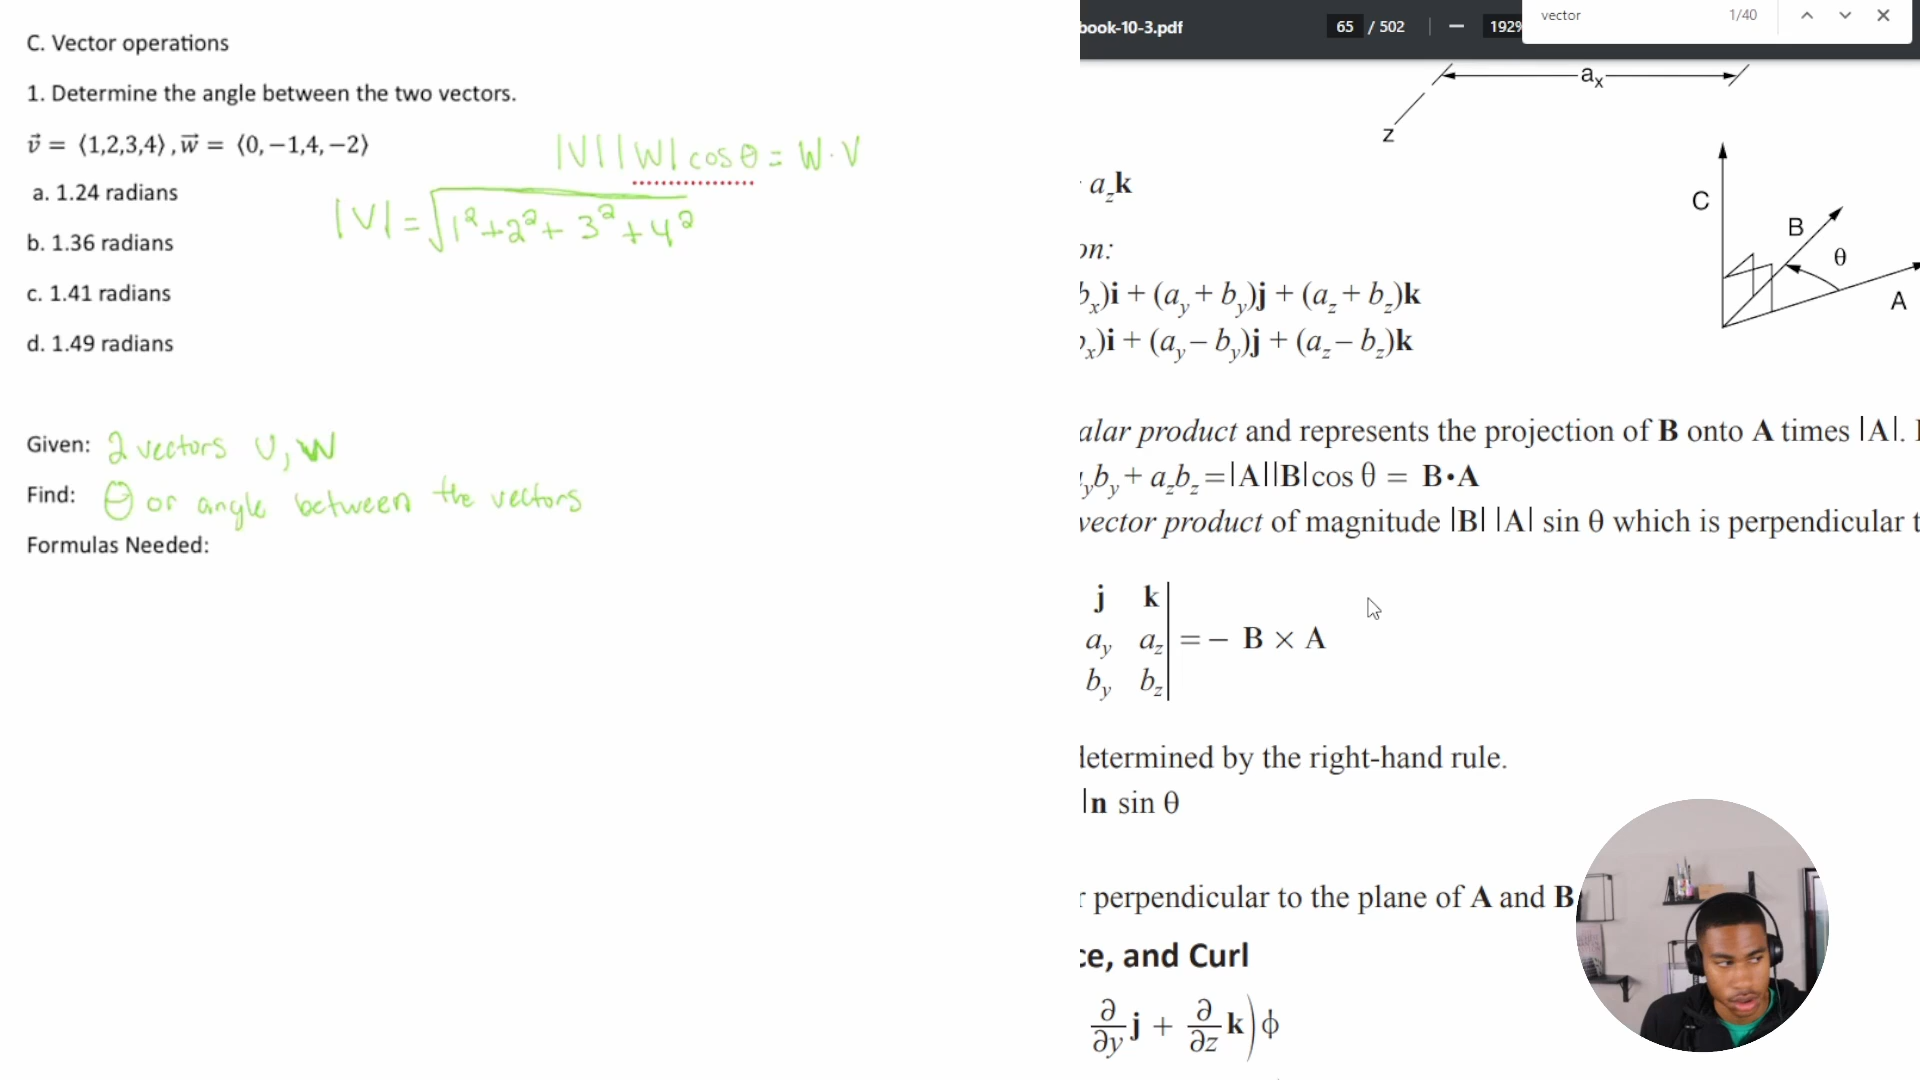 C. Vector operations
1. Determine the angle between the two vectors.
v⃗ = ⟨1,2,3,4⟩ , w⃗ = ⟨0, −1,4, −2⟩
|V| |W| cos θ = W · V
a. 1.24 radians
|V| = √1² + 2² + 3² + 4²
b. 1.36 radians
c. 1.41 radians
d. 1.49 radians
Given: 2 vectors v, w
Find: θ or angle between the vectors
Formulas Needed:
book-10-3.pdf
65 / 502
192%
vector
1/40
aₓ
z
a_z k
C
B
θ
A
on:
b_x)i + (a_y + b_y)j + (a_z + b_z)k
b_x)i + (a_y − b_y)j + (a_z − b_z)k
alar product and represents the projection of B onto A times |A|.
_y b_y + a_z b_z = |A||B| cos θ = B•A
vector product of magnitude |B| |A| sin θ which is perpendicular t
j k
a_y a_z = − B × A
b_y b_z
determined by the right-hand rule.
|n sin θ
r perpendicular to the plane of A and B
ce, and Curl
∂/∂y j + ∂/∂z k) ϕ